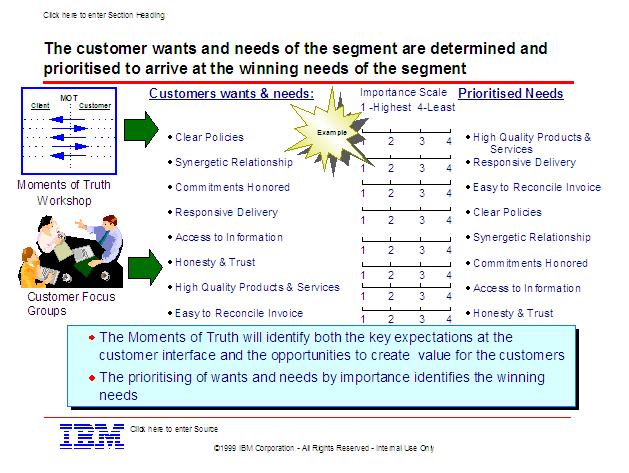 Click here to enter Section Heading
The customer wants and needs of the segment are determined and
prioritised to arrive at the winning needs of the segment
MOT
Client Customer
Moments of Truth
Workshop
Customer Focus
Groups
Customers wants & needs:
• Clear Policies
• Synergetic Relationship
• Commitments Honored
• Responsive Delivery
• Access to Information
• Honesty & Trust
• High Quality Products & Services
• Easy to Reconcile Invoice
Example
Importance Scale
1 -Highest 4-Least
1 2 3 4
1 2 3 4
1 2 3 4
1 2 3 4
1 2 3 4
1 2 3 4
1 2 3 4
1 2 3 4
Prioritised Needs
• High Quality Products &
Services
• Responsive Delivery
• Easy to Reconcile Invoice
• Clear Policies
• Synergetic Relationship
• Commitments Honored
• Access to Information
• Honesty & Trust
The Moments of Truth will identify both the key expectations at the
customer interface and the opportunities to create value for the customers
The prioritising of wants and needs by importance identifies the winning
needs
IBM
Click here to enter Source
©1999 IBM Corporation - All Rights Reserved - Internal Use Only